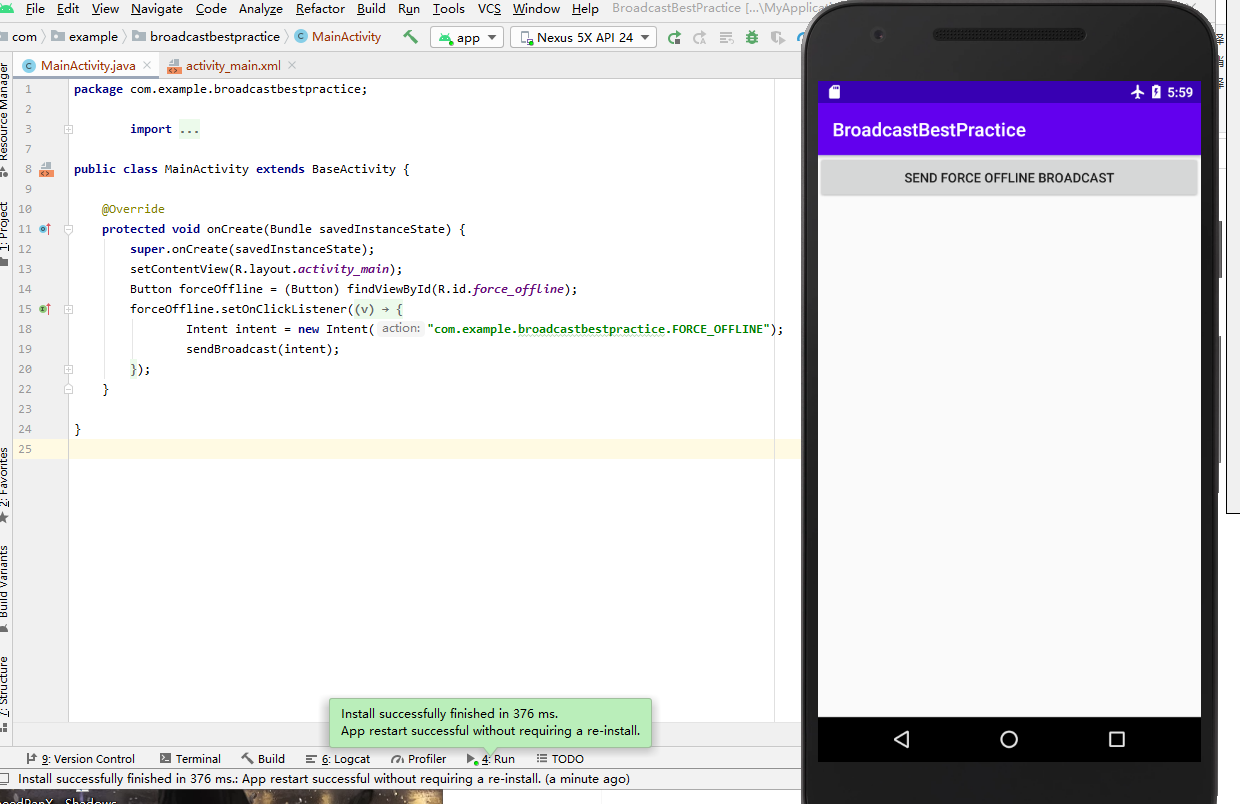 File Edit View Navigate Code Analyze Refactor Build Run Tools VCS Window Help BroadcastBestPractice [...\MyApplica
com example broadcastbestpractice MainActivity app Nexus 5X API 24
MainActivity.java activity_main.xml
Resource Manager
1: Project
2: Favorites
Build Variants
7: Structure
1 package com.example.broadcastbestpractice;
2
3 import ...
7
8 public class MainActivity extends BaseActivity {
9
10 @Override
11 protected void onCreate(Bundle savedInstanceState) {
12 super.onCreate(savedInstanceState);
13 setContentView(R.layout.activity_main);
14 Button forceOffline = (Button) findViewById(R.id.force_offline);
15 forceOffline.setOnClickListener((v) → {
18 Intent intent = new Intent( action: "com.example.broadcastbestpractice.FORCE_OFFLINE");
19 sendBroadcast(intent);
20 });
22 }
23
24 }
25
Install successfully finished in 376 ms.
App restart successful without requiring a re-install.
9: Version Control Terminal Build 6: Logcat Profiler 4: Run TODO
Install successfully finished in 376 ms.: App restart successful without requiring a re-install. (a minute ago)
5:59
BroadcastBestPractice
SEND FORCE OFFLINE BROADCAST